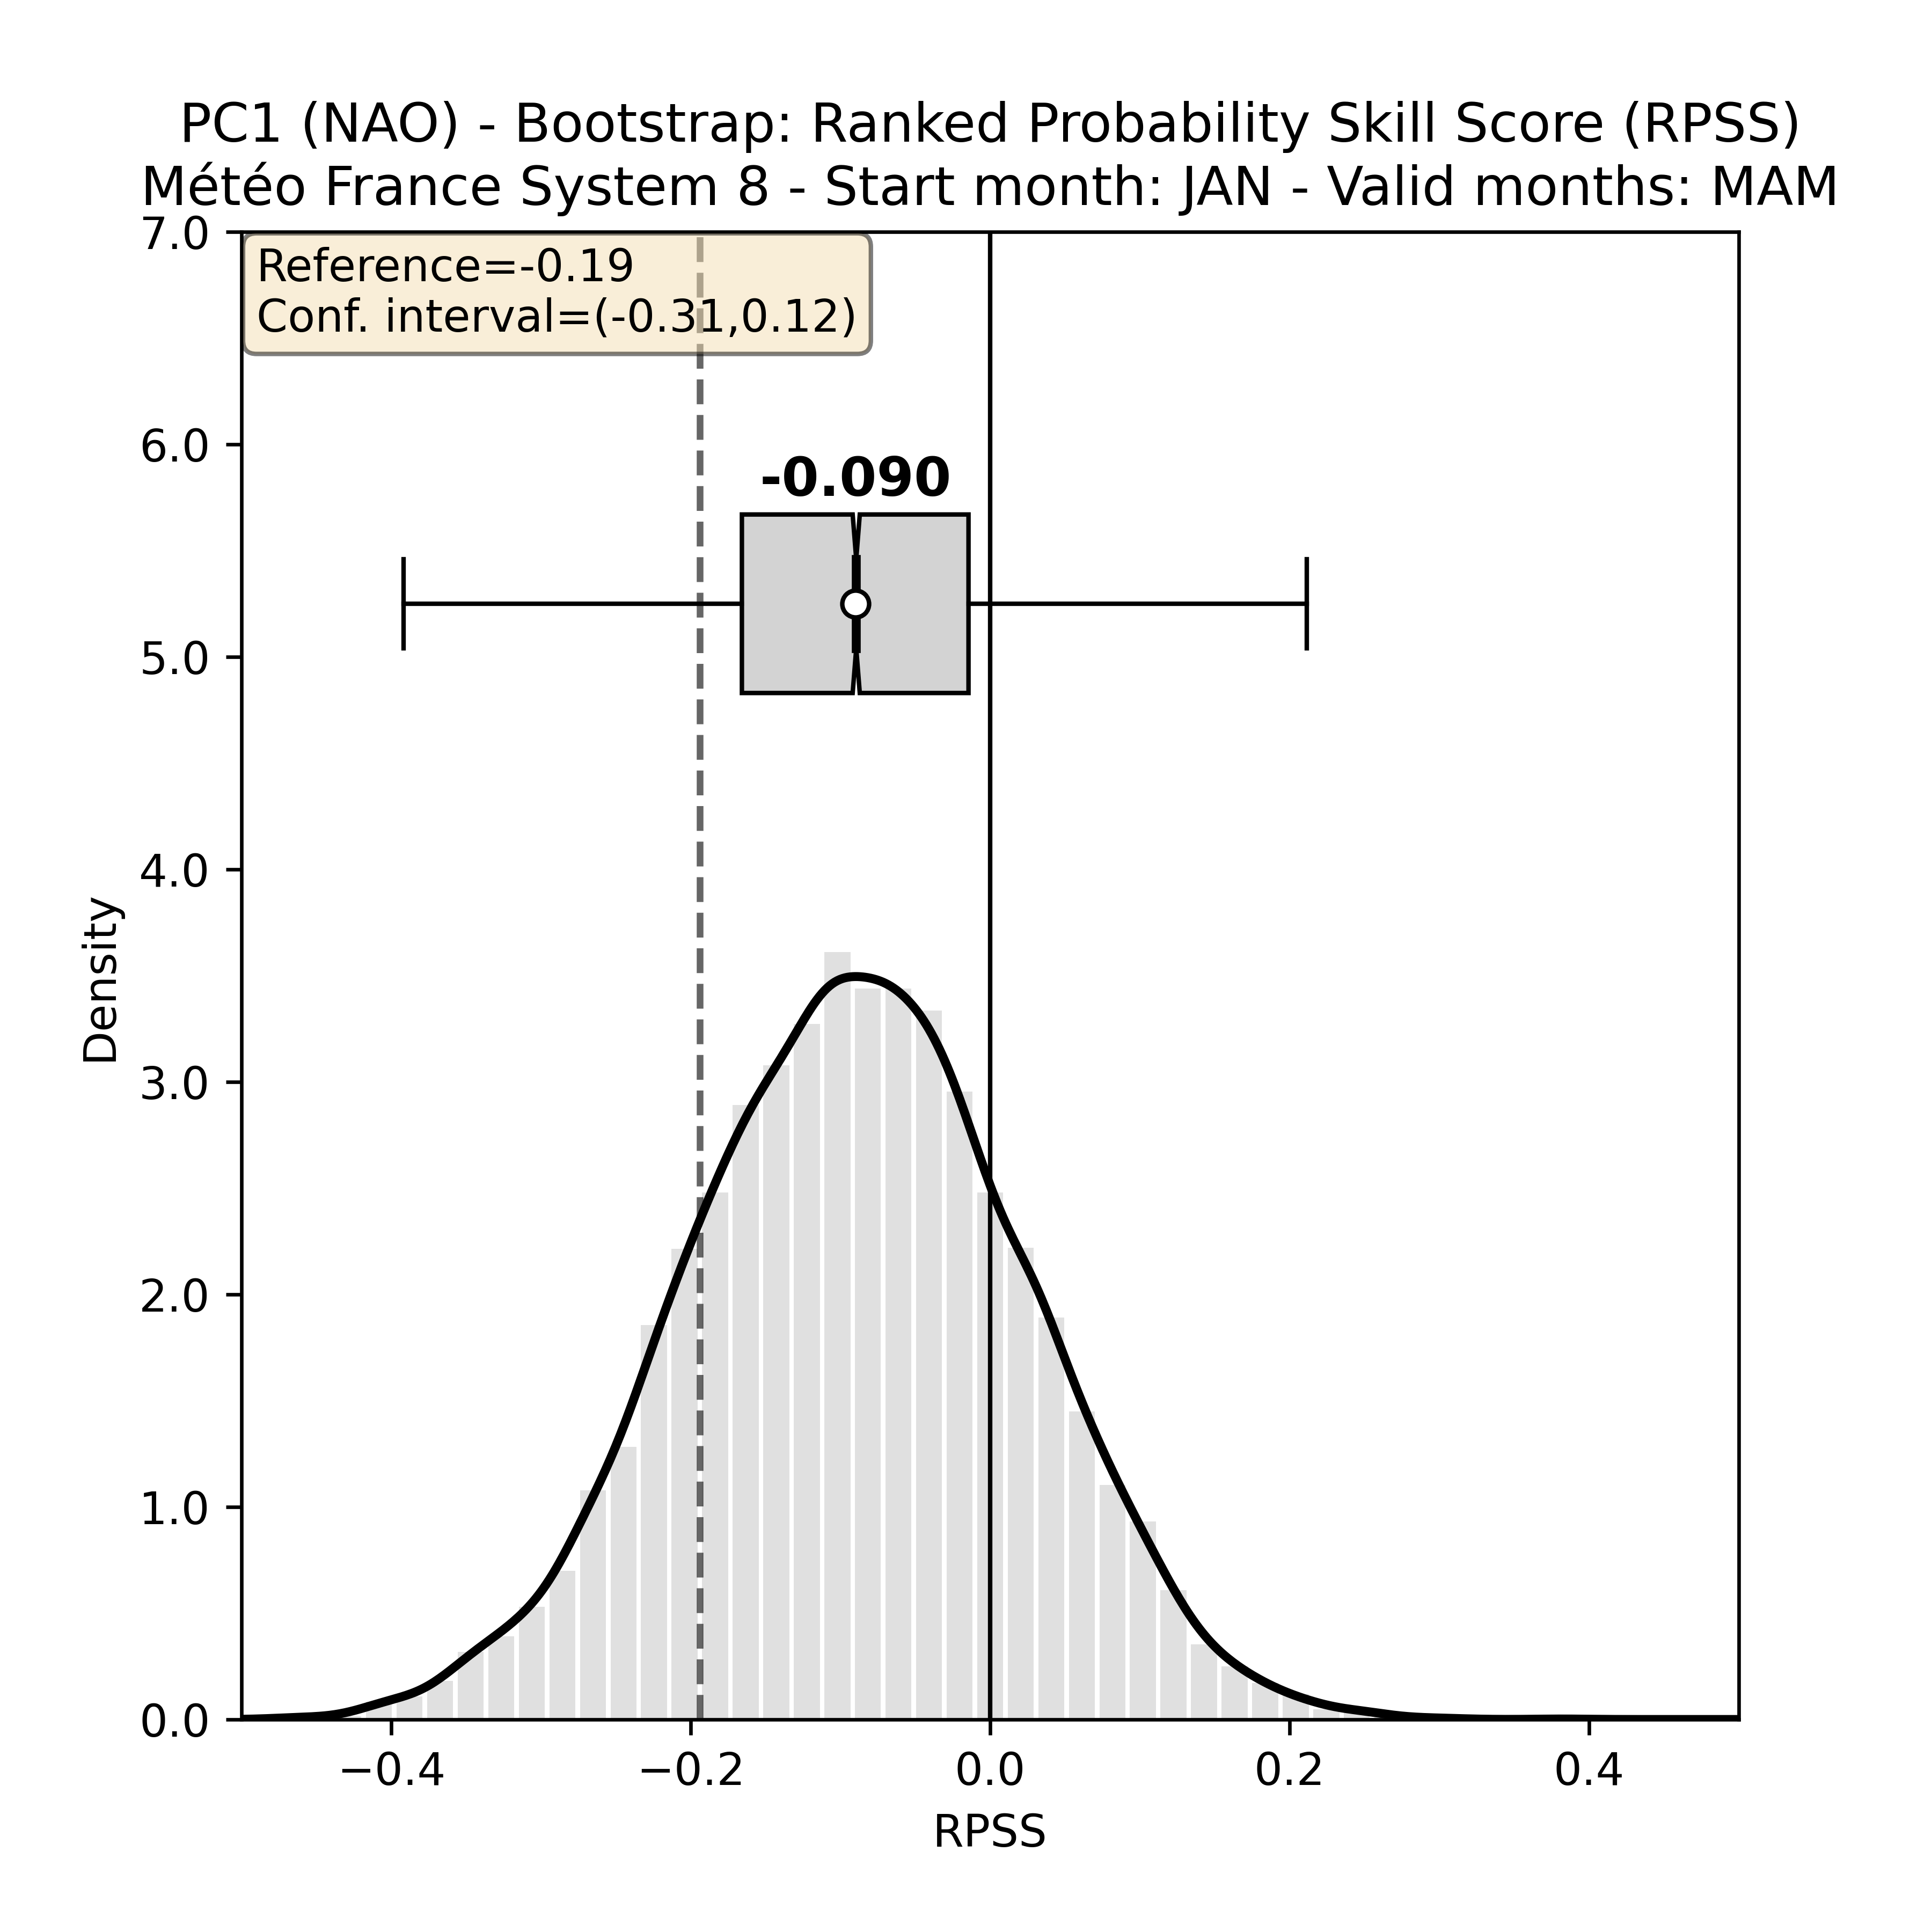 PC1 (NAO) - Bootstrap: Ranked Probability Skill Score (RPSS)
Météo France System 8 - Start month: JAN - Valid months: MAM
Reference=-0.19
Conf. interval=(-0.31,0.12)
-0.090
7.0
6.0
5.0
4.0
3.0
2.0
1.0
0.0
Density
−0.4
−0.2
0.0
0.2
0.4
RPSS